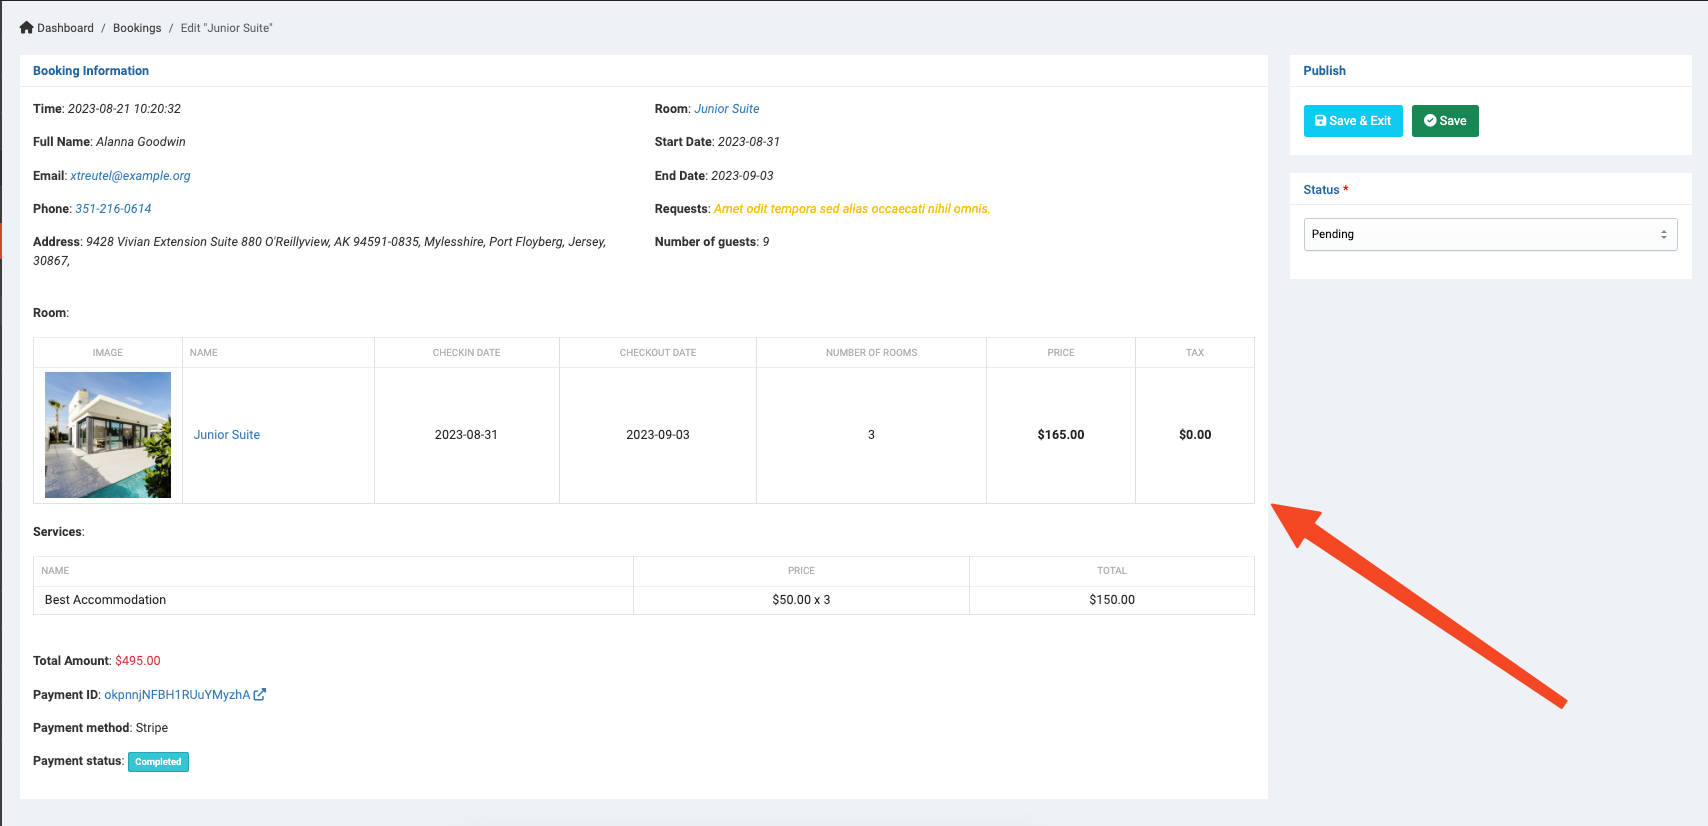 Dashboard / Bookings / Edit "Junior Suite"
Booking Information
Time: 2023-08-21 10:20:32
Full Name: Alanna Goodwin
Email: xtreutel@example.org
Phone: 351-216-0614
Address: 9428 Vivian Extension Suite 880 O'Reillyview, AK 94591-0835, Mylesshire, Port Floyberg, Jersey,
30867,
Room: Junior Suite
Start Date: 2023-08-31
End Date: 2023-09-03
Requests: Amet odit tempora sed alias occaecati nihil omnis.
Number of guests: 9
Room:
IMAGE NAME CHECKIN DATE CHECKOUT DATE NUMBER OF ROOMS PRICE TAX
Junior Suite 2023-08-31 2023-09-03 3 $165.00 $0.00
Services:
NAME PRICE TOTAL
Best Accommodation $50.00 x 3 $150.00
Total Amount: $495.00
Payment ID: okpnnjNFBH1RUuYMyzhA
Payment method: Stripe
Payment status: Completed
Publish
Save & Exit Save
Status *
Pending